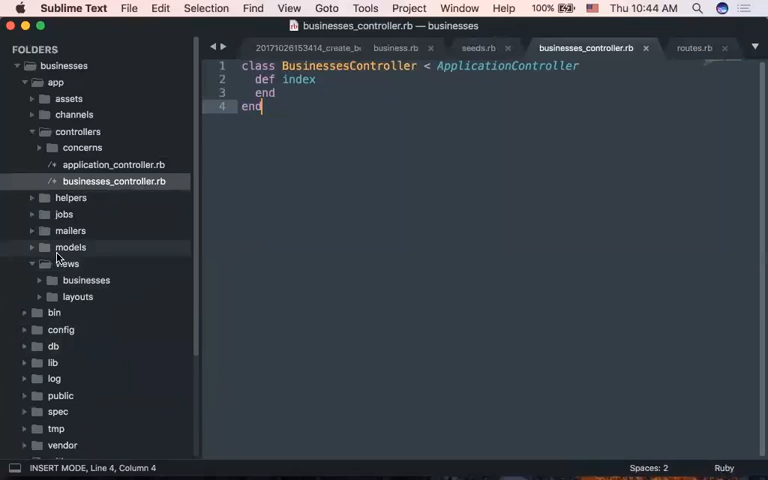 Sublime Text File Edit Selection Find View Goto Tools Project Window Help 100% Thu 10:44 AM
businesses_controller.rb — businesses
FOLDERS
businesses
app
assets
channels
controllers
concerns
application_controller.rb
businesses_controller.rb
helpers
jobs
mailers
models
views
businesses
layouts
bin
config
db
lib
log
public
spec
tmp
vendor
20171026153414_create_b business.rb seeds.rb businesses_controller.rb routes.rb
1 class BusinessesController < ApplicationController
2 def index
3 end
4 end
INSERT MODE, Line 4, Column 4 Spaces: 2 Ruby